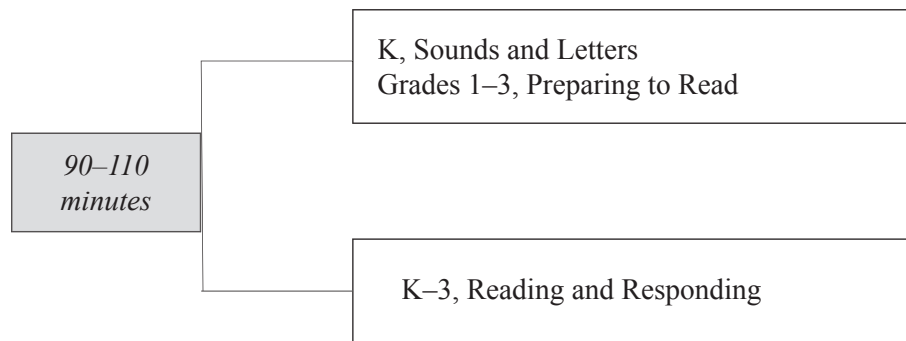 K, Sounds and Letters
Grades 1–3, Preparing to Read
90–110
minutes
K–3, Reading and Responding